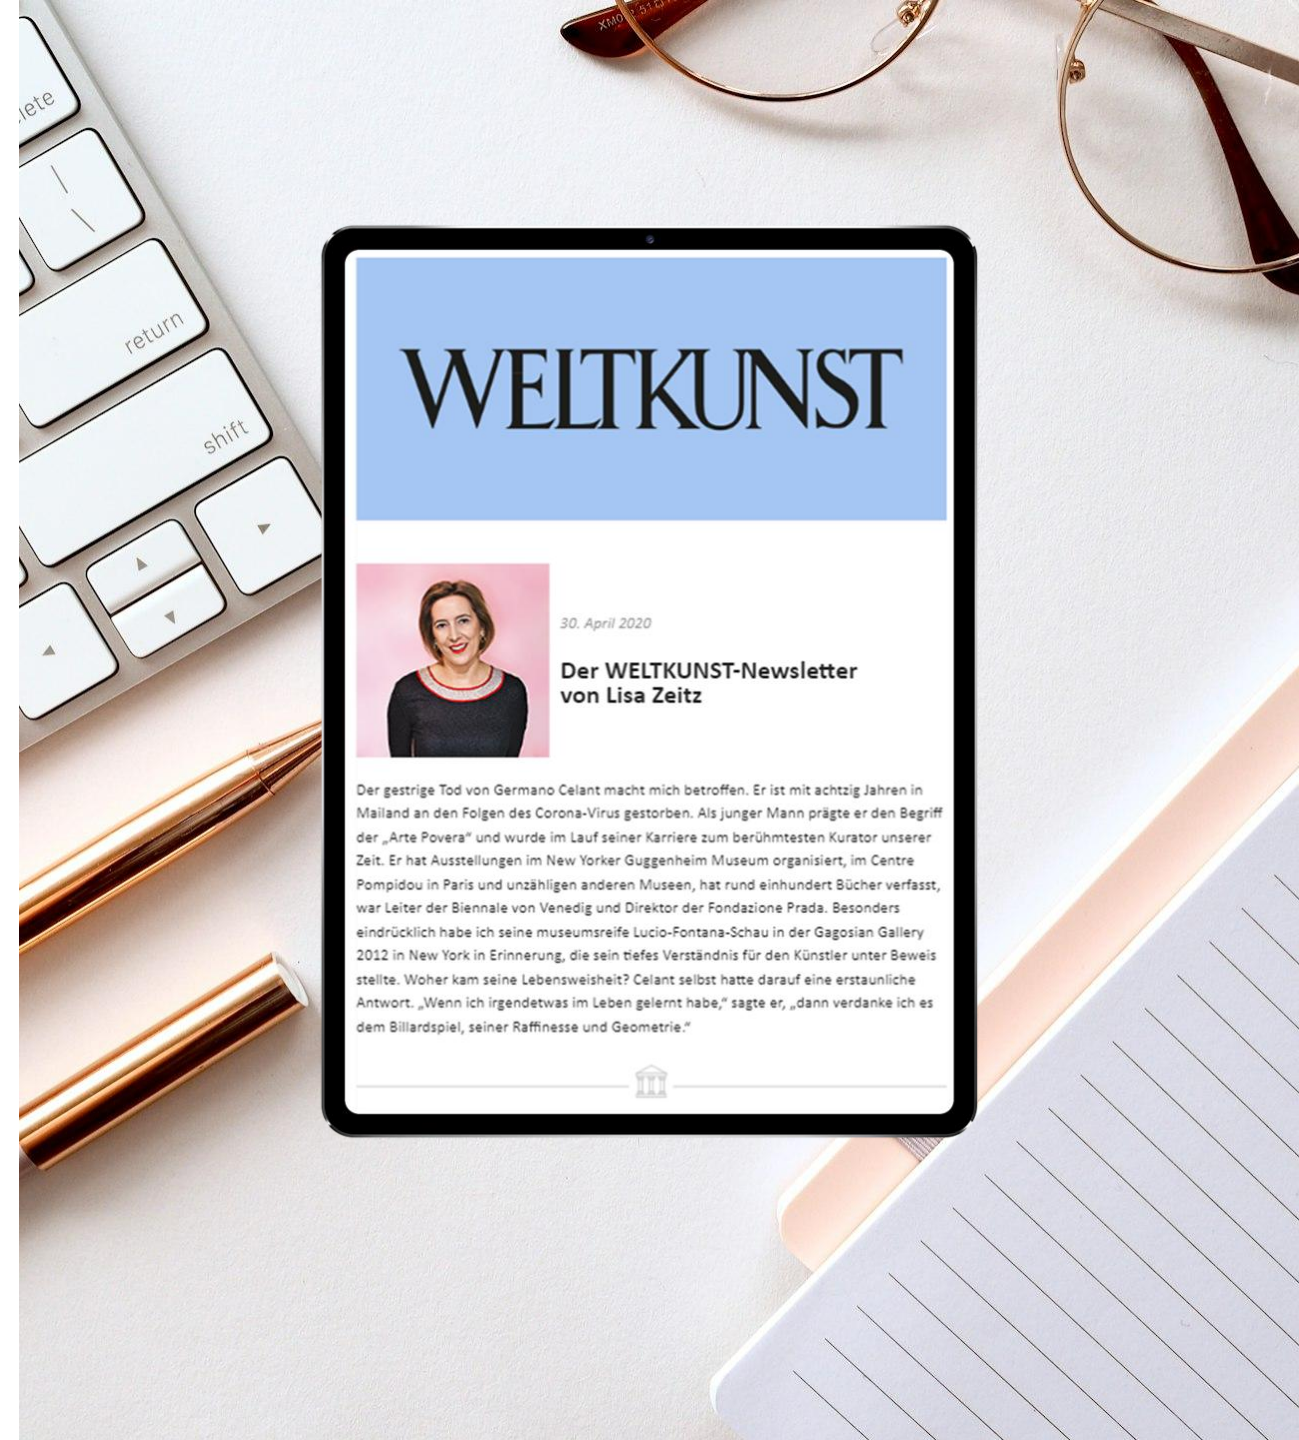 return
shift
WELTKUNST
30. April 2020
Der WELTKUNST-Newsletter
von Lisa Zeitz
Der gestrige Tod von Germano Celant macht mich betroffen. Er ist mit achtzig Jahren in
Mailand an den Folgen des Corona-Virus gestorben. Als junger Mann prägte er den Begriff
der „Arte Povera“ und wurde im Lauf seiner Karriere zum berühmtesten Kurator unserer
Zeit. Er hat Ausstellungen im New Yorker Guggenheim Museum organisiert, im Centre
Pompidou in Paris und unzähligen anderen Museen, hat rund einhundert Bücher verfasst,
war Leiter der Biennale von Venedig und Direktor der Fondazione Prada. Besonders
eindrücklich habe ich seine museumsreife Lucio-Fontana-Schau in der Gagosian Gallery
2012 in New York in Erinnerung, die sein tiefes Verständnis für den Künstler unter Beweis
stellte. Woher kam seine Lebensweisheit? Celant selbst hatte darauf eine erstaunliche
Antwort. „Wenn ich irgendetwas im Leben gelernt habe,“ sagte er, „dann verdanke ich es
dem Billardspiel, seiner Raffinesse und Geometrie.“